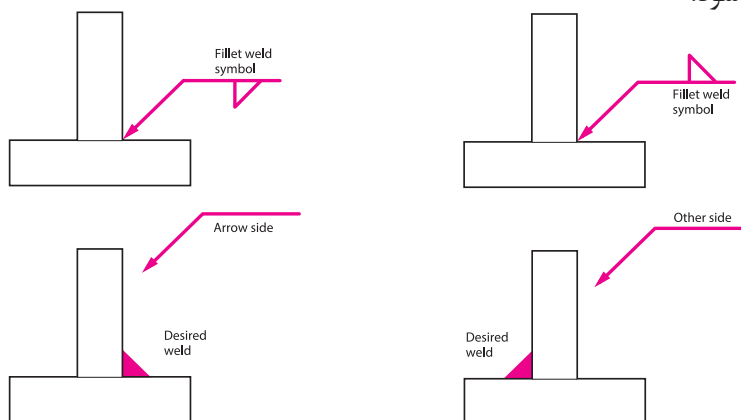 Fillet weld
symbol
Fillet weld
symbol
Arrow side
Other side
Desired
weld
Desired
weld